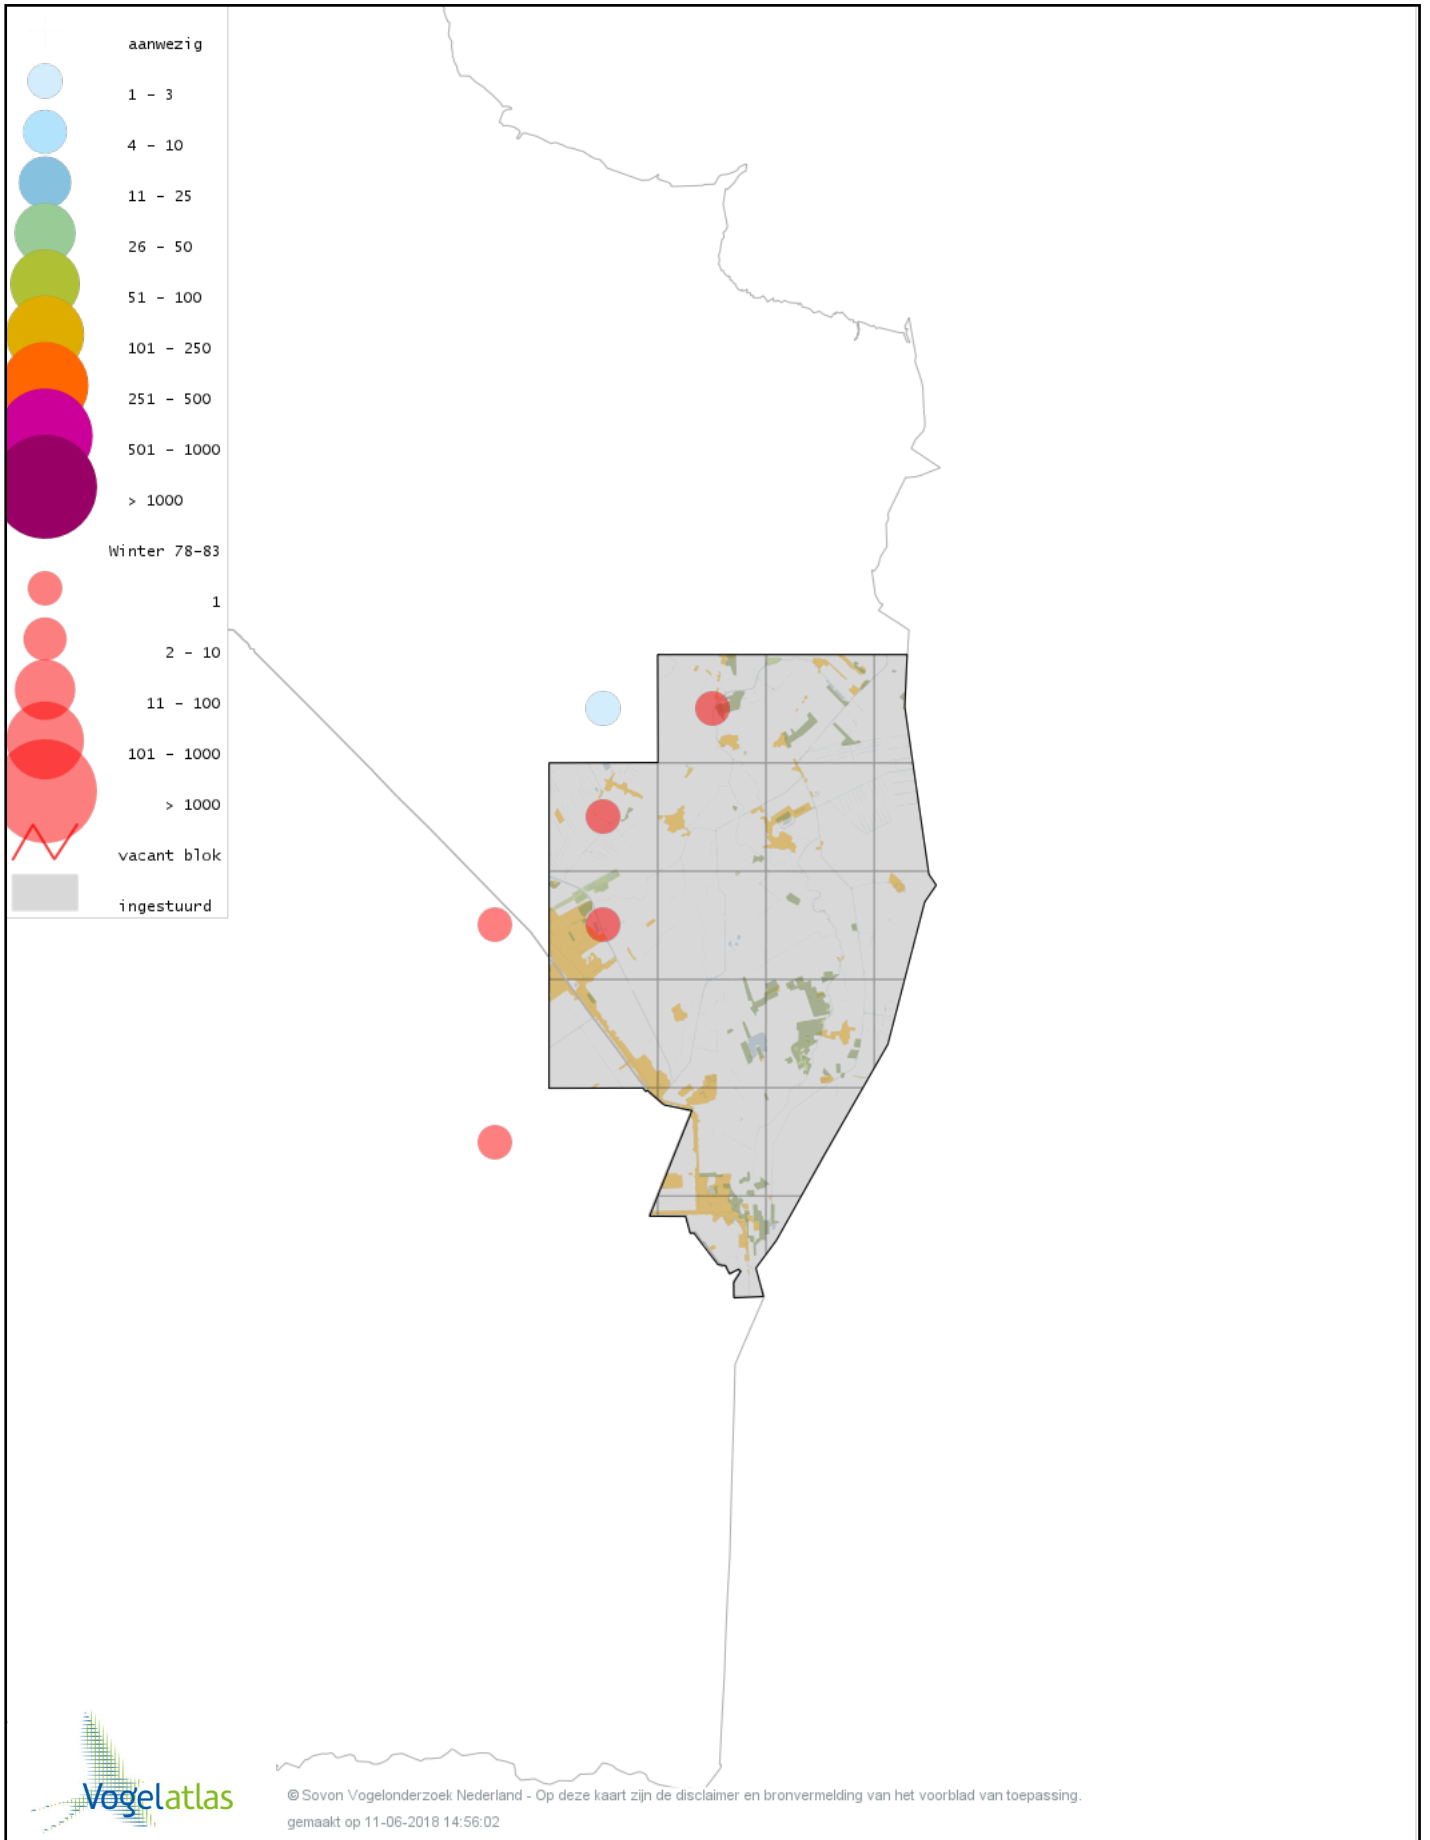 aanwezig
1 - 3
4 - 10
11 - 25
26 - 50
51 - 100
101 - 250
251 - 500
501 - 1000
> 1000
Winter 78-83
1
2 - 10
11 - 100
101 - 1000
> 1000
vacant blok
ingestuurd
Vogelatlas
© Sovon Vogelonderzoek Nederland - Op deze kaart zijn de disclaimer en bronvermelding van het voorblad van toepassing.
gemaakt op 11-06-2018 14:56:02